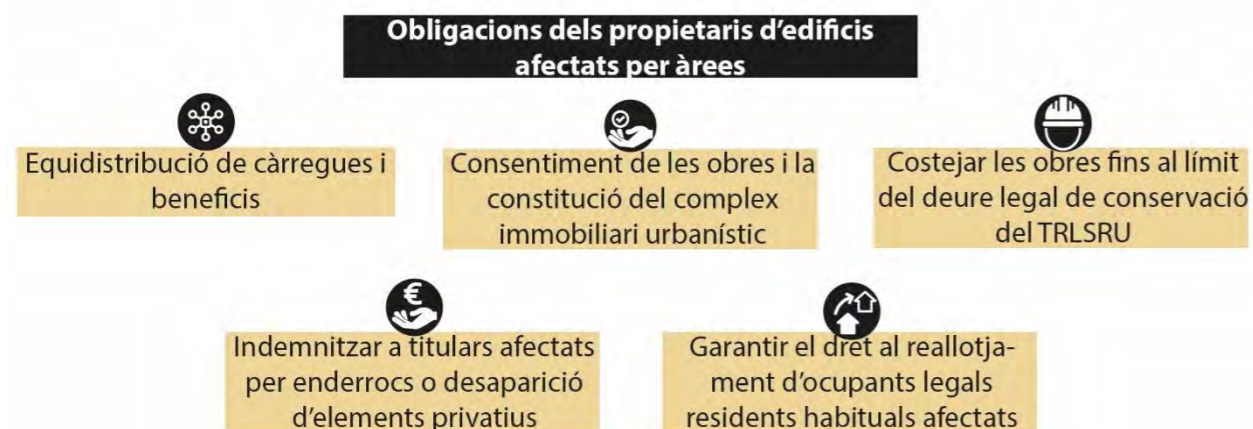 Obligacions dels propietaris d'edificis
afectats per àrees
Equidistribució de càrregues i
beneficis
Consentiment de les obres i la
constitució del complex
immobiliari urbanístic
Costejar les obres fins al límit
del deure legal de conservació
del TRLSRU
€
Indemnitzar a titulars afectats
per enderrocs o desaparició
d'elements privatius
Garantir el dret al reallotja-
ment d'ocupants legals
residents habituals afectats